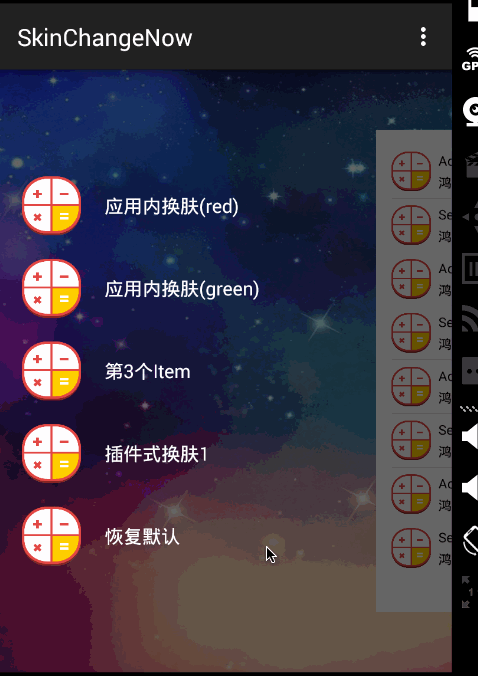 SkinChangeNow
应用内换肤(red)
应用内换肤(green)
第3个Item
插件式换肤1
恢复默认
Ac
鸿
Se
鸿
Ac
鸿
Se
鸿
Ac
鸿
Se
鸿
Ac
鸿
Se
鸿
GP